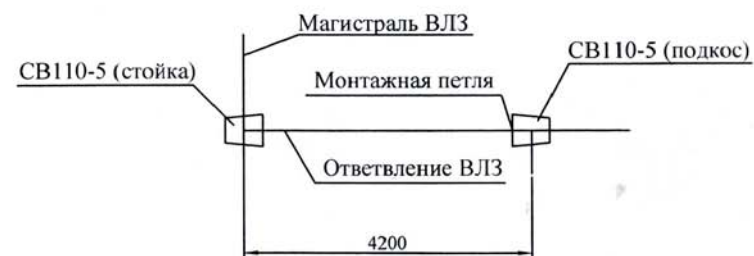 Магистраль ВЛЗ
СВ110-5 (подкос)
СВ110-5 (стойка)
Монтажная петля
Ответвление ВЛЗ
4200